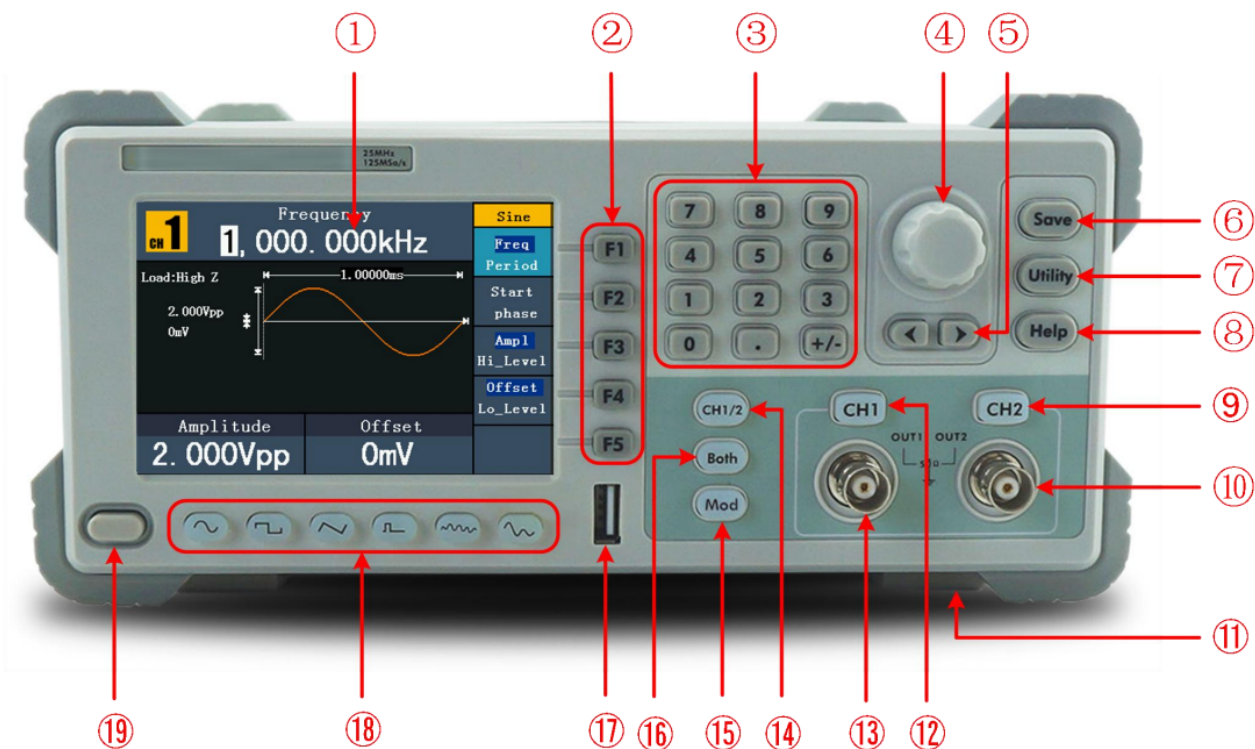 ① ② ③ ④ ⑤
25MHz
125MSa/s
CH 1
Frequency
1, 000. 000kHz
Load:High Z
1. 00000ms
2. 000Vpp
0mV
Amplitude
2. 000Vpp
Offset
0mV
Sine
Freq
Period
Start
phase
Ampl
Hi_Level
Offset
Lo_Level
F1
F2
F3
F4
F5
7 8 9
4 5 6
1 2 3
0 . +/-
Save
⑥
Utility
⑦
Help
⑧
CH1/2
Both
Mod
CH1
CH2
⑨
OUT1 OUT2
50Ω
⑩
⑪
⑲ ⑱ ⑰ ⑯ ⑮ ⑭ ⑬ ⑫